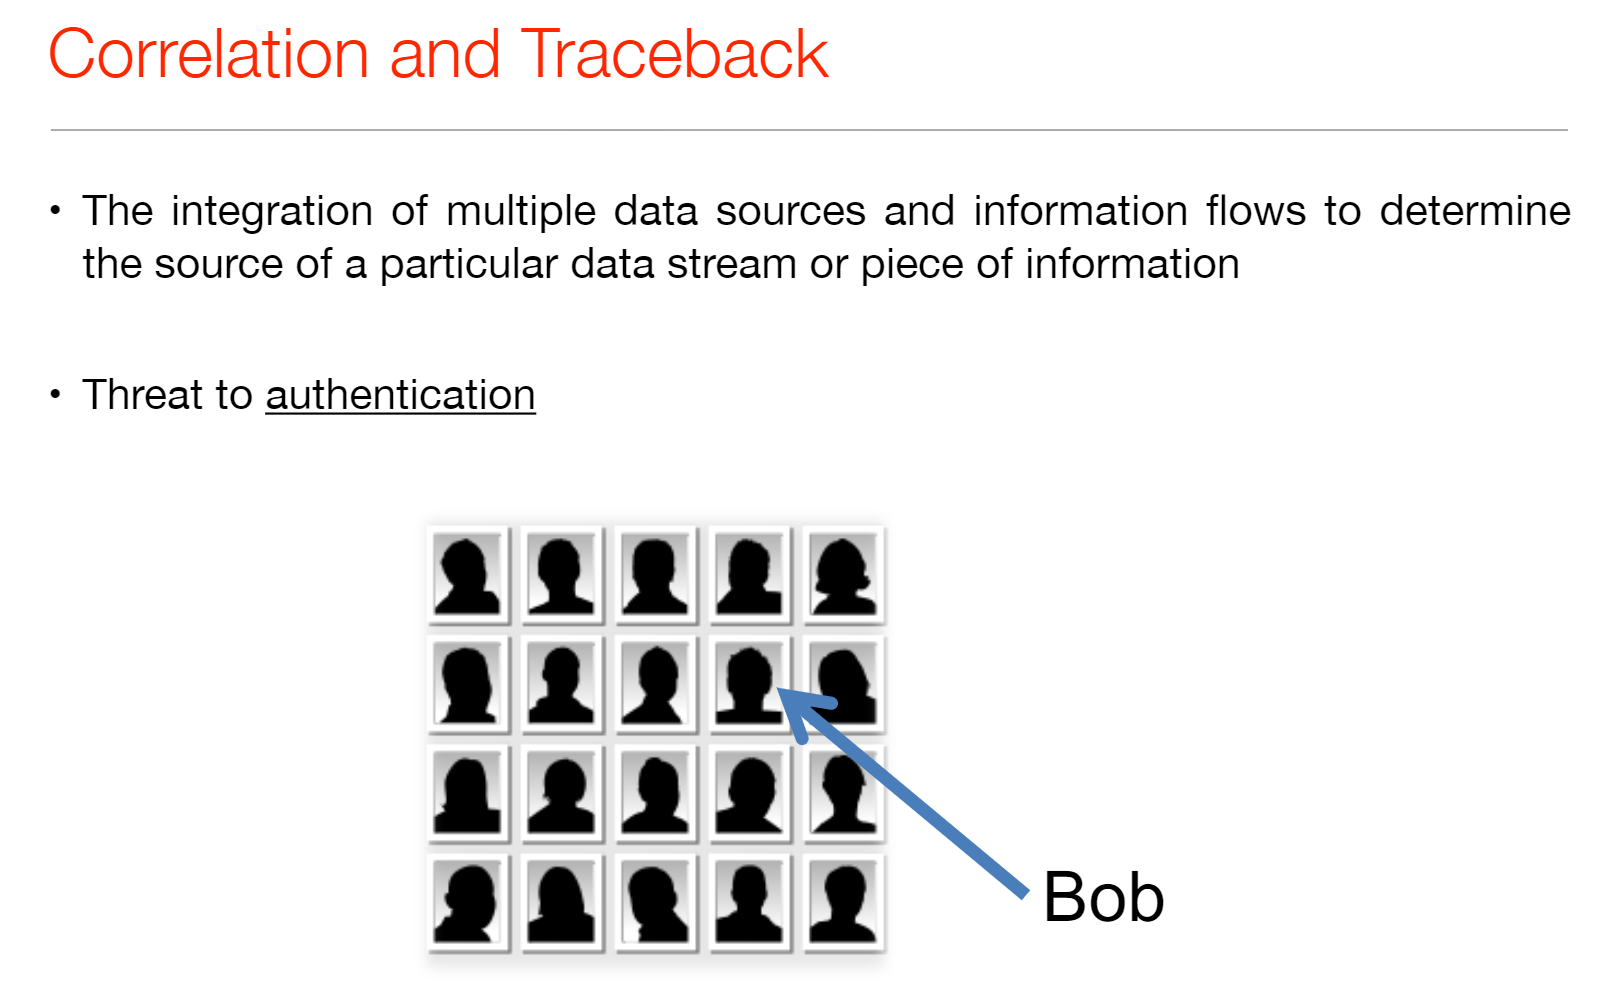 Correlation and Traceback
• The integration of multiple data sources and information flows to determine
the source of a particular data stream or piece of information
• Threat to authentication
Bob